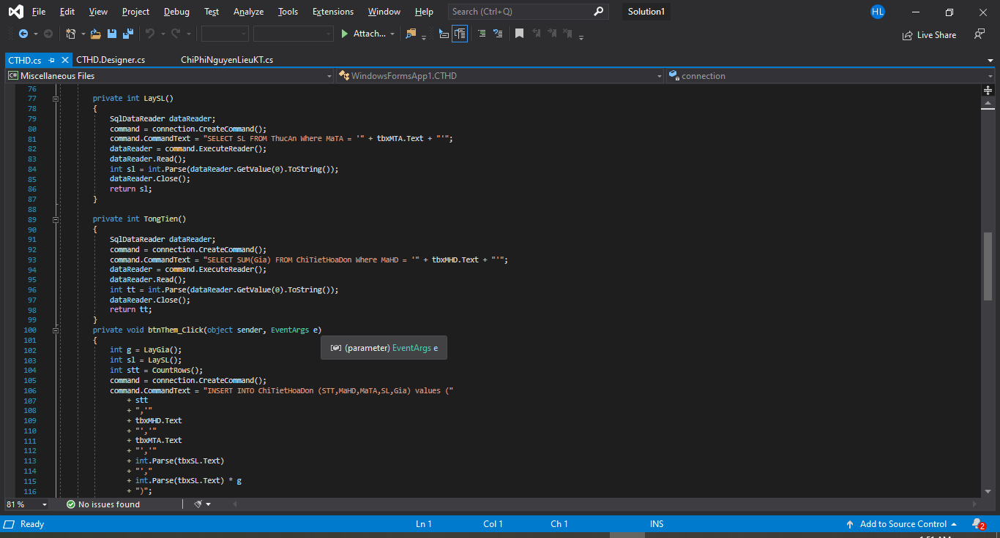 File Edit View Project Debug Test Analyze Tools Extensions Window Help Search (Ctrl+Q) Solution1 HL
Attach... Live Share
CTHD.cs CTHD.Designer.cs ChiPhiNguyenLieuKT.cs
C# Miscellaneous Files WindowsFormsApp1.CTHD connection
76
77 private int LaySL()
78 {
79 SqlDataReader dataReader;
80 command = connection.CreateCommand();
81 command.CommandText = "SELECT SL FROM ThucAn Where MaTA = '" + tbxMTA.Text + "'";
82 dataReader = command.ExecuteReader();
83 dataReader.Read();
84 int sl = int.Parse(dataReader.GetValue(0).ToString());
85 dataReader.Close();
86 return sl;
87 }
88
89 private int TongTien()
90 {
91 SqlDataReader dataReader;
92 command = connection.CreateCommand();
93 command.CommandText = "SELECT SUM(Gia) FROM ChiTietHoaDon Where MaHD = '" + tbxMHD.Text + "'";
94 dataReader = command.ExecuteReader();
95 dataReader.Read();
96 int tt = int.Parse(dataReader.GetValue(0).ToString());
97 dataReader.Close();
98 return tt;
99 }
100 private void btnThem_Click(object sender, EventArgs e)
101 {
(parameter) EventArgs e
102 int g = LayGia();
103 int sl = LaySL();
104 int stt = CountRows();
105 command = connection.CreateCommand();
106 command.CommandText = "INSERT INTO ChiTietHoaDon (STT,MaHD,MaTA,SL,Gia) values ("
107 + stt
108 + ",'"
109 + tbxMHD.Text
110 + "','"
111 + tbxMTA.Text
112 + "','"
113 + int.Parse(tbxSL.Text)
114 + "',"
115 + int.Parse(tbxSL.Text) * g
116 + ")";
81 % No issues found
Ready Ln 1 Col 1 Ch 1 INS Add to Source Control 2